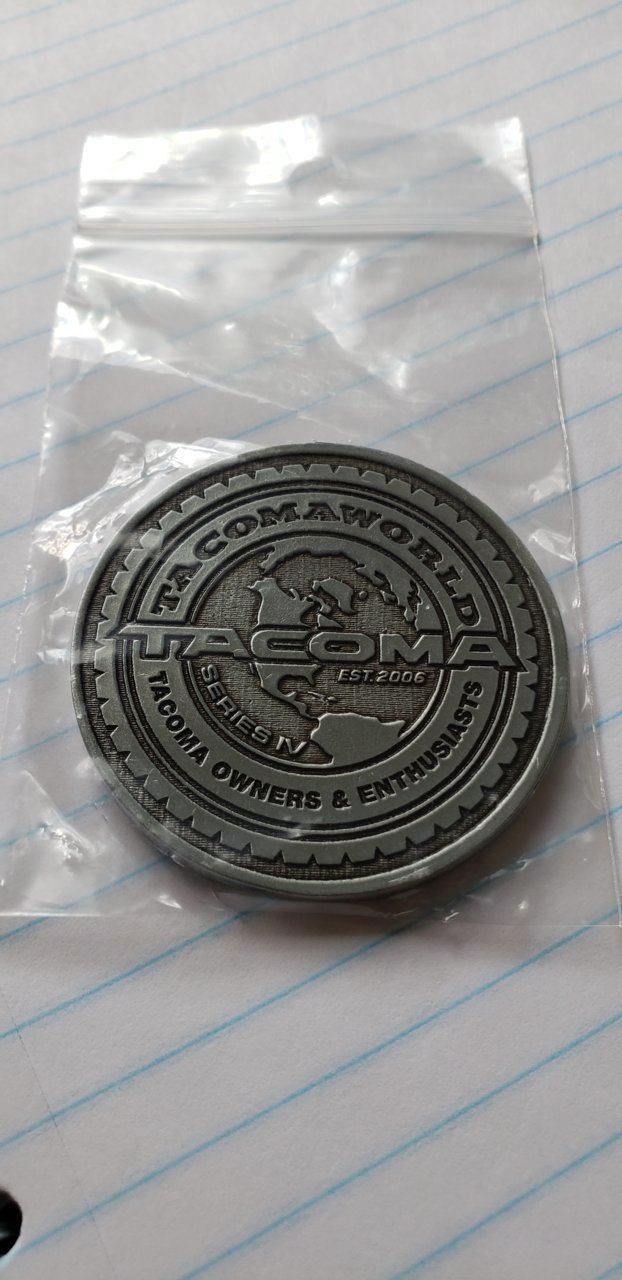 TACOMAWORLD
TACOMA
EST. 2006
SERIES IV
TACOMA OWNERS & ENTHUSIASTS